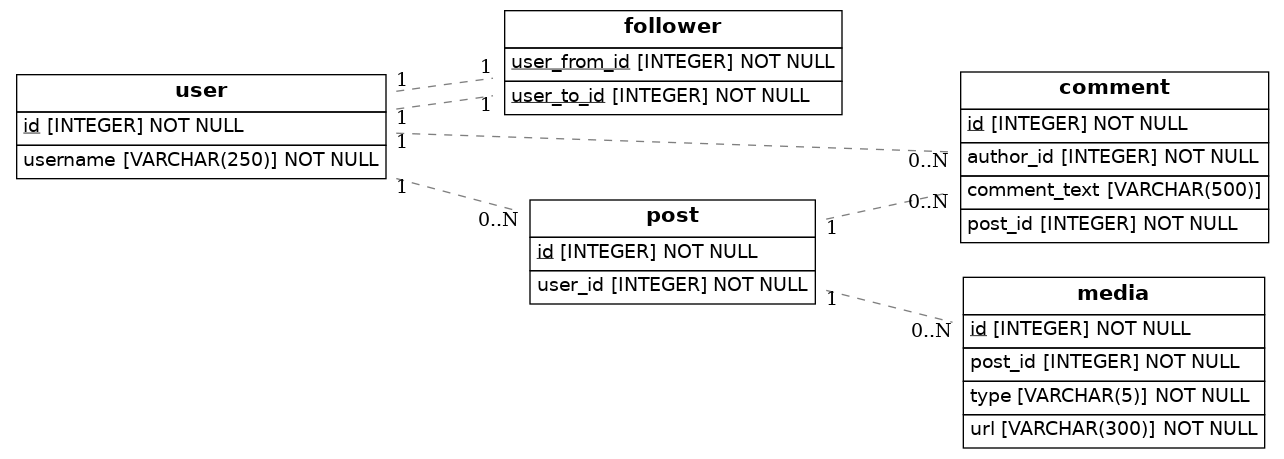 user
id [INTEGER] NOT NULL
username [VARCHAR(250)] NOT NULL
1
1
1
1
follower
user_from_id [INTEGER] NOT NULL
user_to_id [INTEGER] NOT NULL
1
1
post
id [INTEGER] NOT NULL
user_id [INTEGER] NOT NULL
0..N
1
1
comment
id [INTEGER] NOT NULL
author_id [INTEGER] NOT NULL
comment_text [VARCHAR(500)]
post_id [INTEGER] NOT NULL
0..N
0..N
media
id [INTEGER] NOT NULL
post_id [INTEGER] NOT NULL
type [VARCHAR(5)] NOT NULL
url [VARCHAR(300)] NOT NULL
0..N